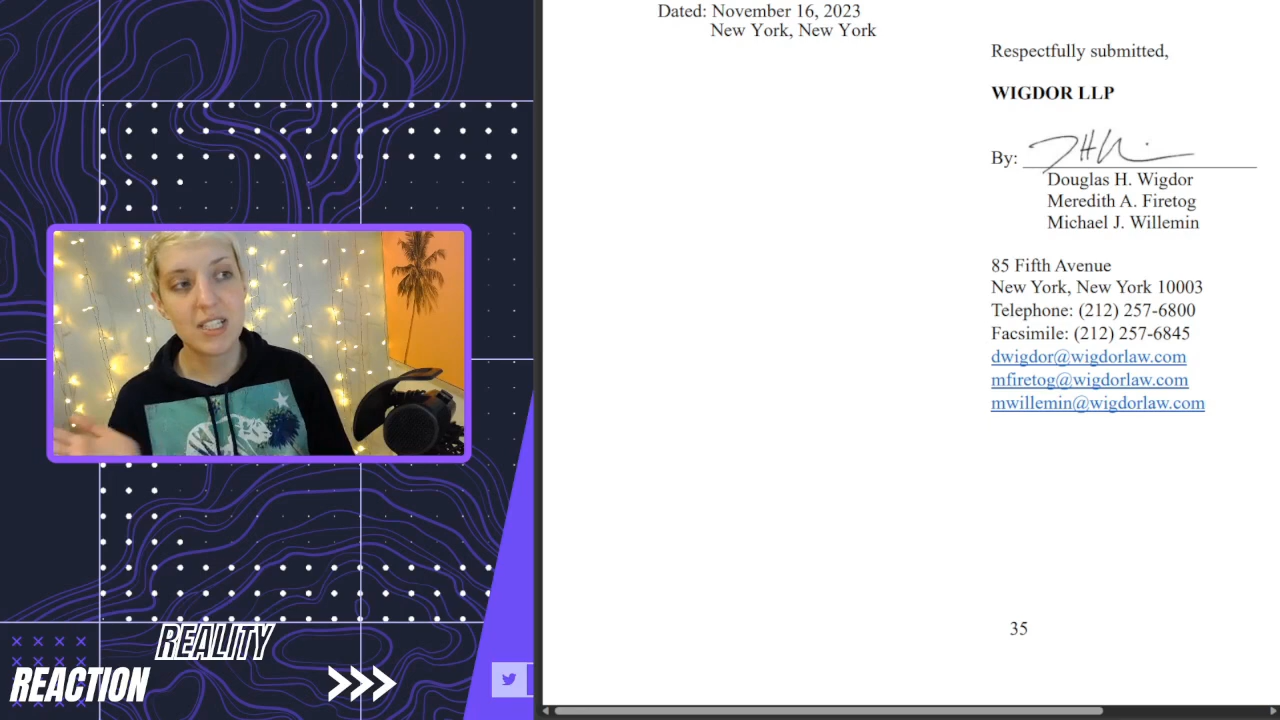 Dated: November 16, 2023
New York, New York
Respectfully submitted,
WIGDOR LLP
By:
Douglas H. Wigdor
Meredith A. Firetog
Michael J. Willemin
85 Fifth Avenue
New York, New York 10003
Telephone: (212) 257-6800
Facsimile: (212) 257-6845
dwigdor@wigdorlaw.com
mfiretog@wigdorlaw.com
mwillemin@wigdorlaw.com
35
REALITY
REACTION